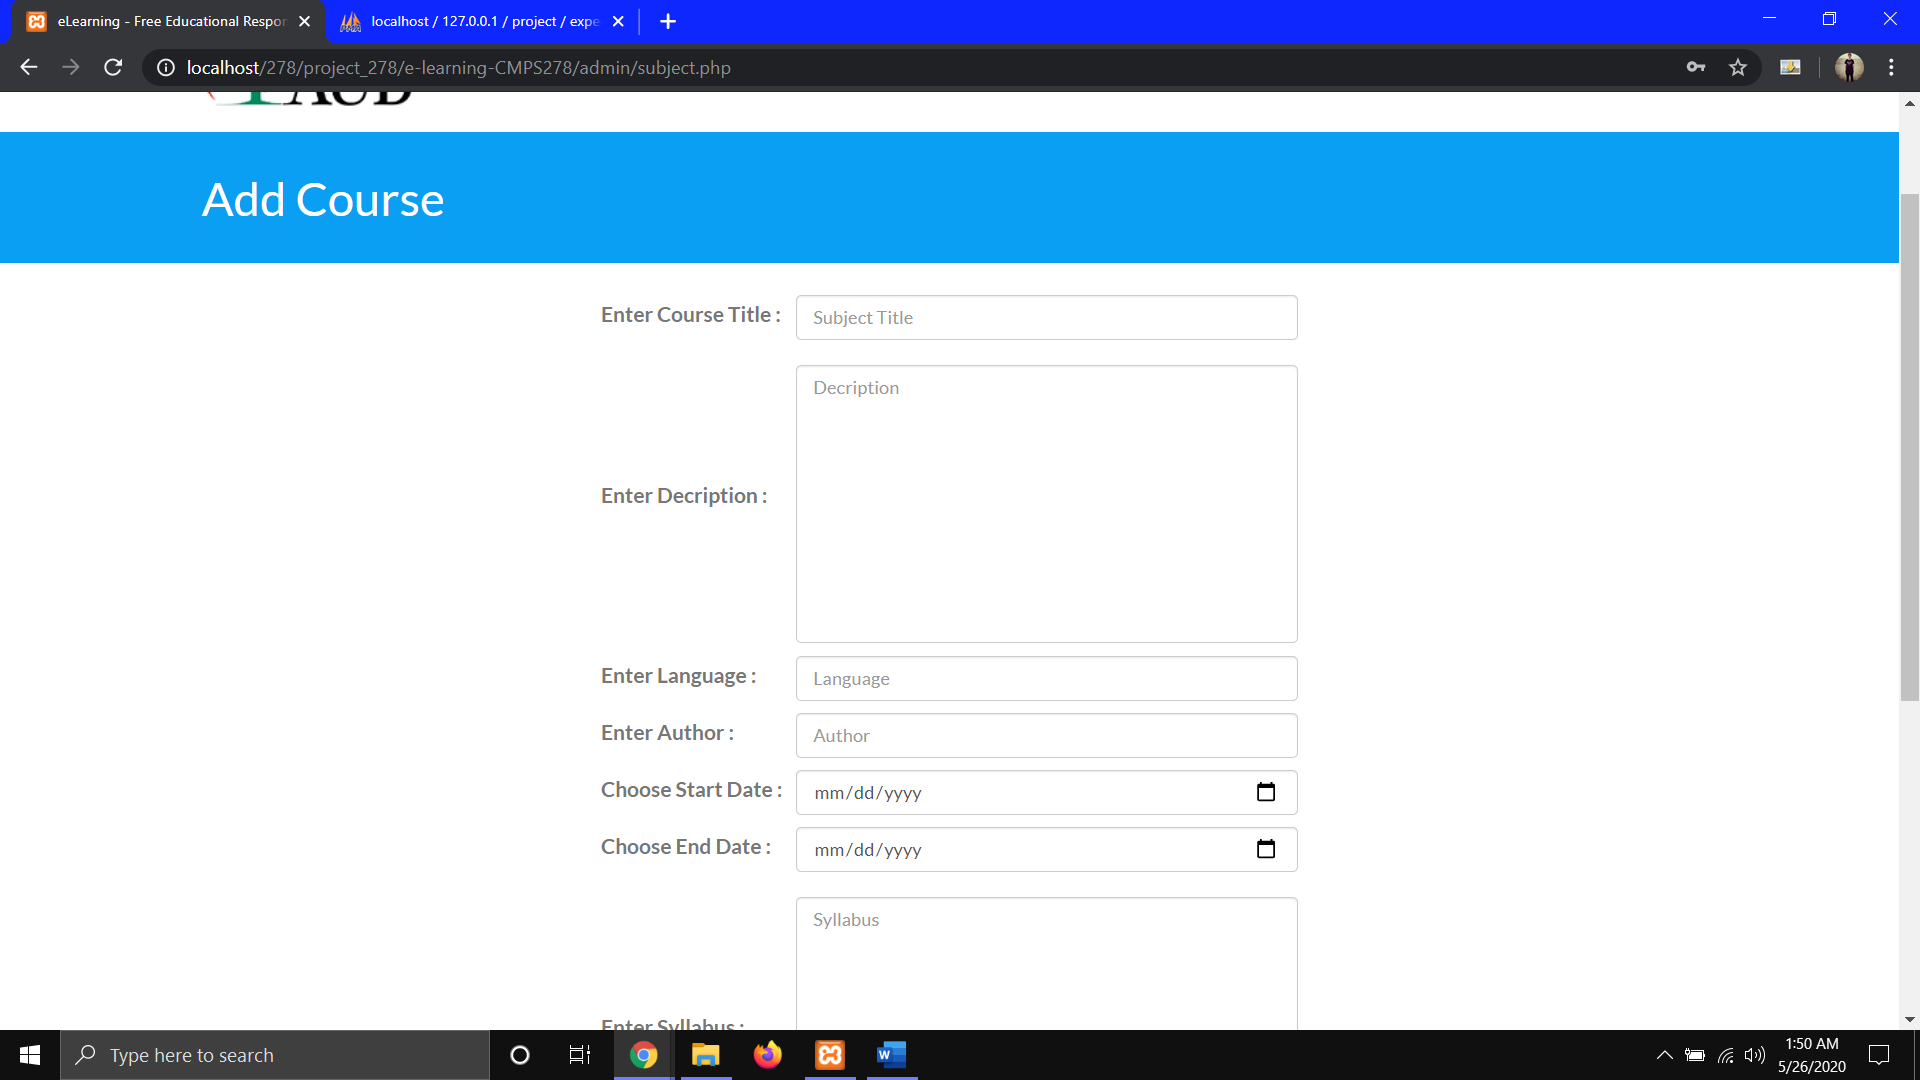 eLearning - Free Educational Respor
localhost / 127.0.0.1 / project / expe
localhost/278/project_278/e-learning-CMPS278/admin/subject.php
Add Course
Enter Course Title :
Subject Title
Enter Decription :
Decription
Enter Language :
Language
Enter Author :
Author
Choose Start Date :
mm/dd/yyyy
Choose End Date :
mm/dd/yyyy
Syllabus
Enter Syllabus :
Type here to search
1:50 AM
5/26/2020